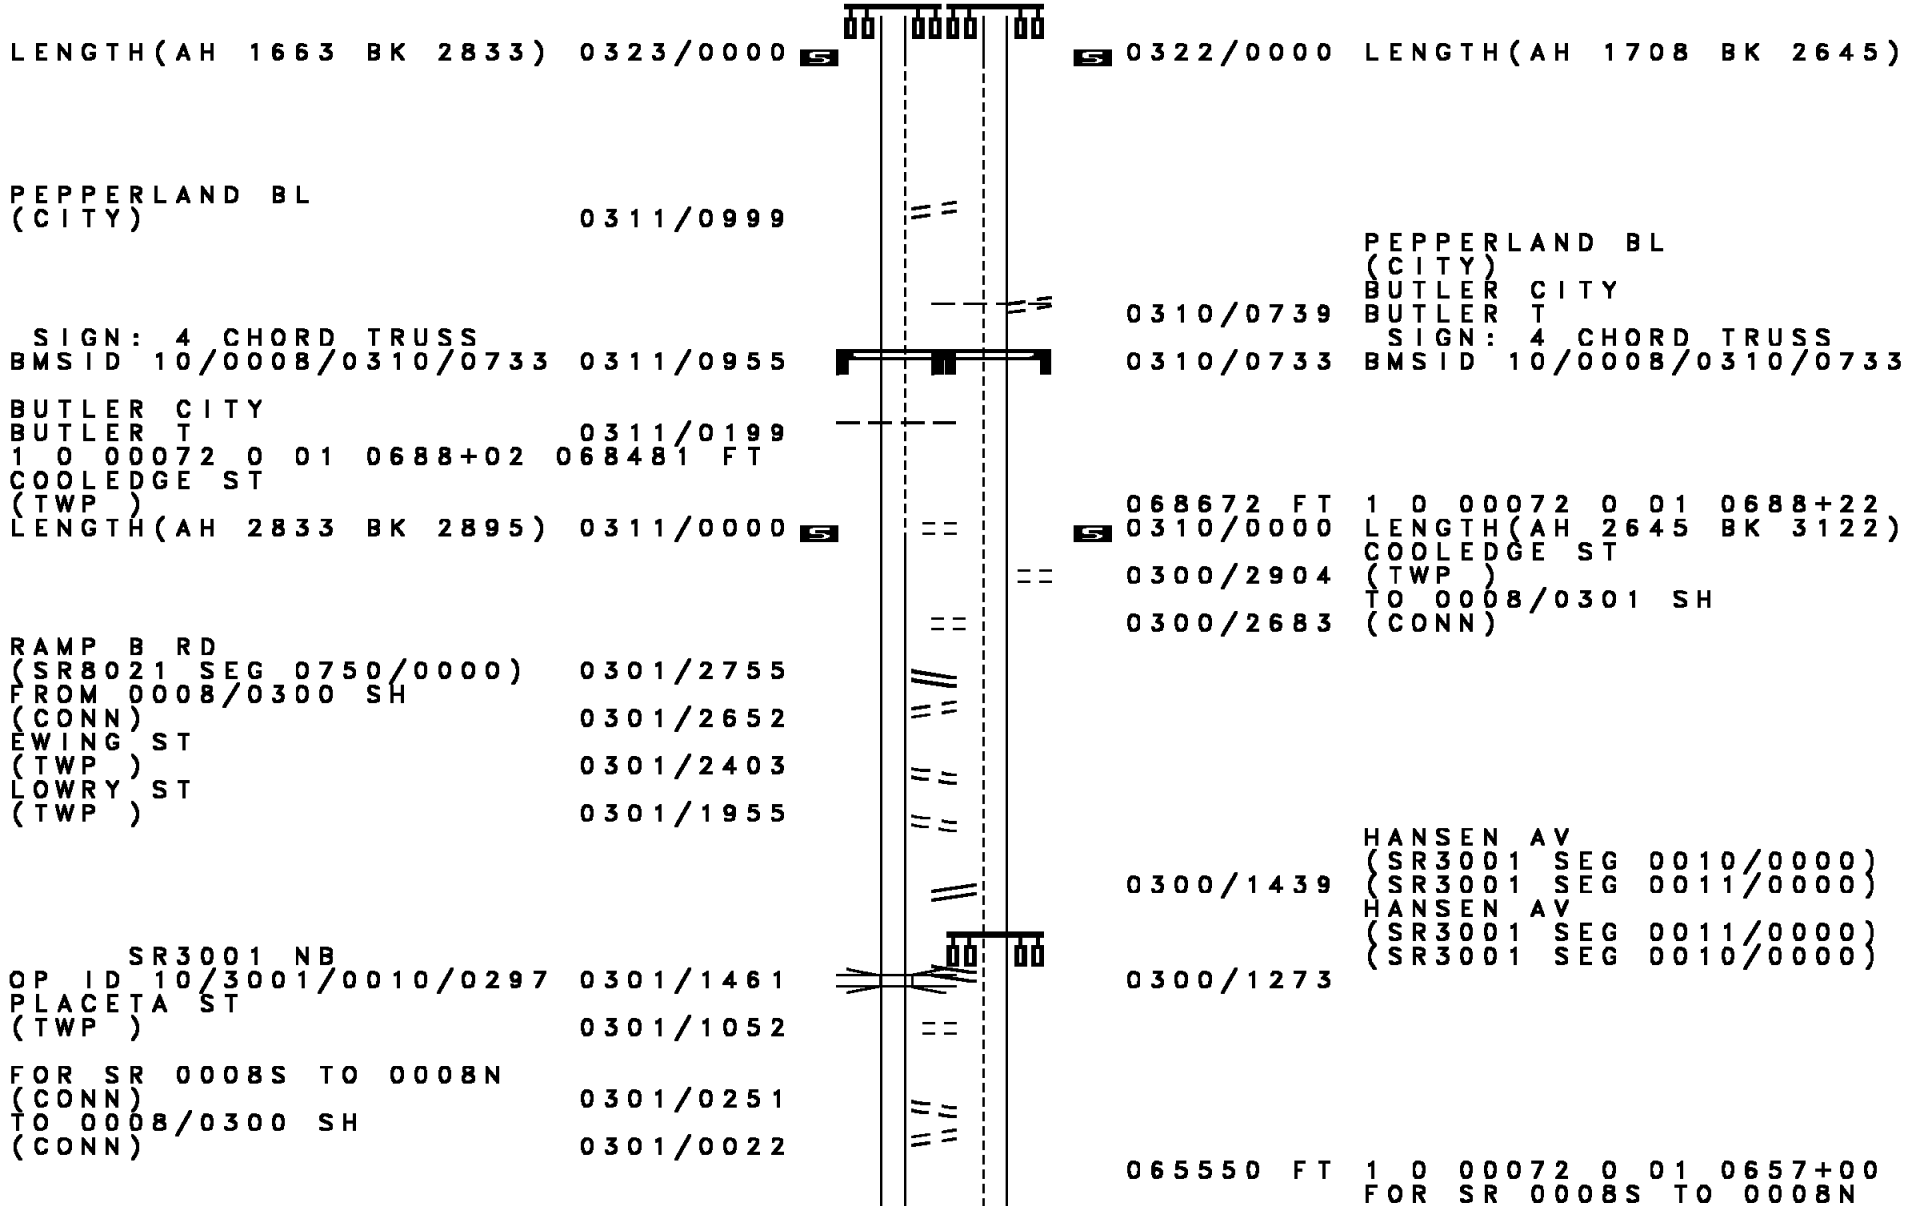 LENGTH(AH 1663 BK 2833) 0323/0000 S S 0322/0000 LENGTH(AH 1708 BK 2645)
PEPPERLAND BL
(CITY) 0311/0999
PEPPERLAND BL
(CITY)
BUTLER CITY
0310/0739 BUTLER T
SIGN: 4 CHORD TRUSS SIGN: 4 CHORD TRUSS
BMSID 10/0008/0310/0733 0311/0955 0310/0733 BMSID 10/0008/0310/0733
BUTLER CITY
BUTLER T 0311/0199
1 0 00072 0 01 0688+02 068481 FT
COOLEDGE ST
(TWP ) 068672 FT 1 0 00072 0 01 0688+22
LENGTH(AH 2833 BK 2895) 0311/0000 S S 0310/0000 LENGTH(AH 2645 BK 3122)
COOLEDGE ST
0300/2904 (TWP )
TO 0008/0301 SH
0300/2683 (CONN)
RAMP B RD
(SR8021 SEG 0750/0000) 0301/2755
FROM 0008/0300 SH
(CONN) 0301/2652
EWING ST
(TWP ) 0301/2403
LOWRY ST
(TWP ) 0301/1955
HANSEN AV
(SR3001 SEG 0010/0000)
0300/1439 (SR3001 SEG 0011/0000)
HANSEN AV
(SR3001 SEG 0011/0000)
SR3001 NB (SR3001 SEG 0010/0000)
OP ID 10/3001/0010/0297 0301/1461 0300/1273
PLACETA ST
(TWP ) 0301/1052
FOR SR 0008S TO 0008N
(CONN) 0301/0251
TO 0008/0300 SH
(CONN) 0301/0022
065550 FT 1 0 00072 0 01 0657+00
FOR SR 0008S TO 0008N